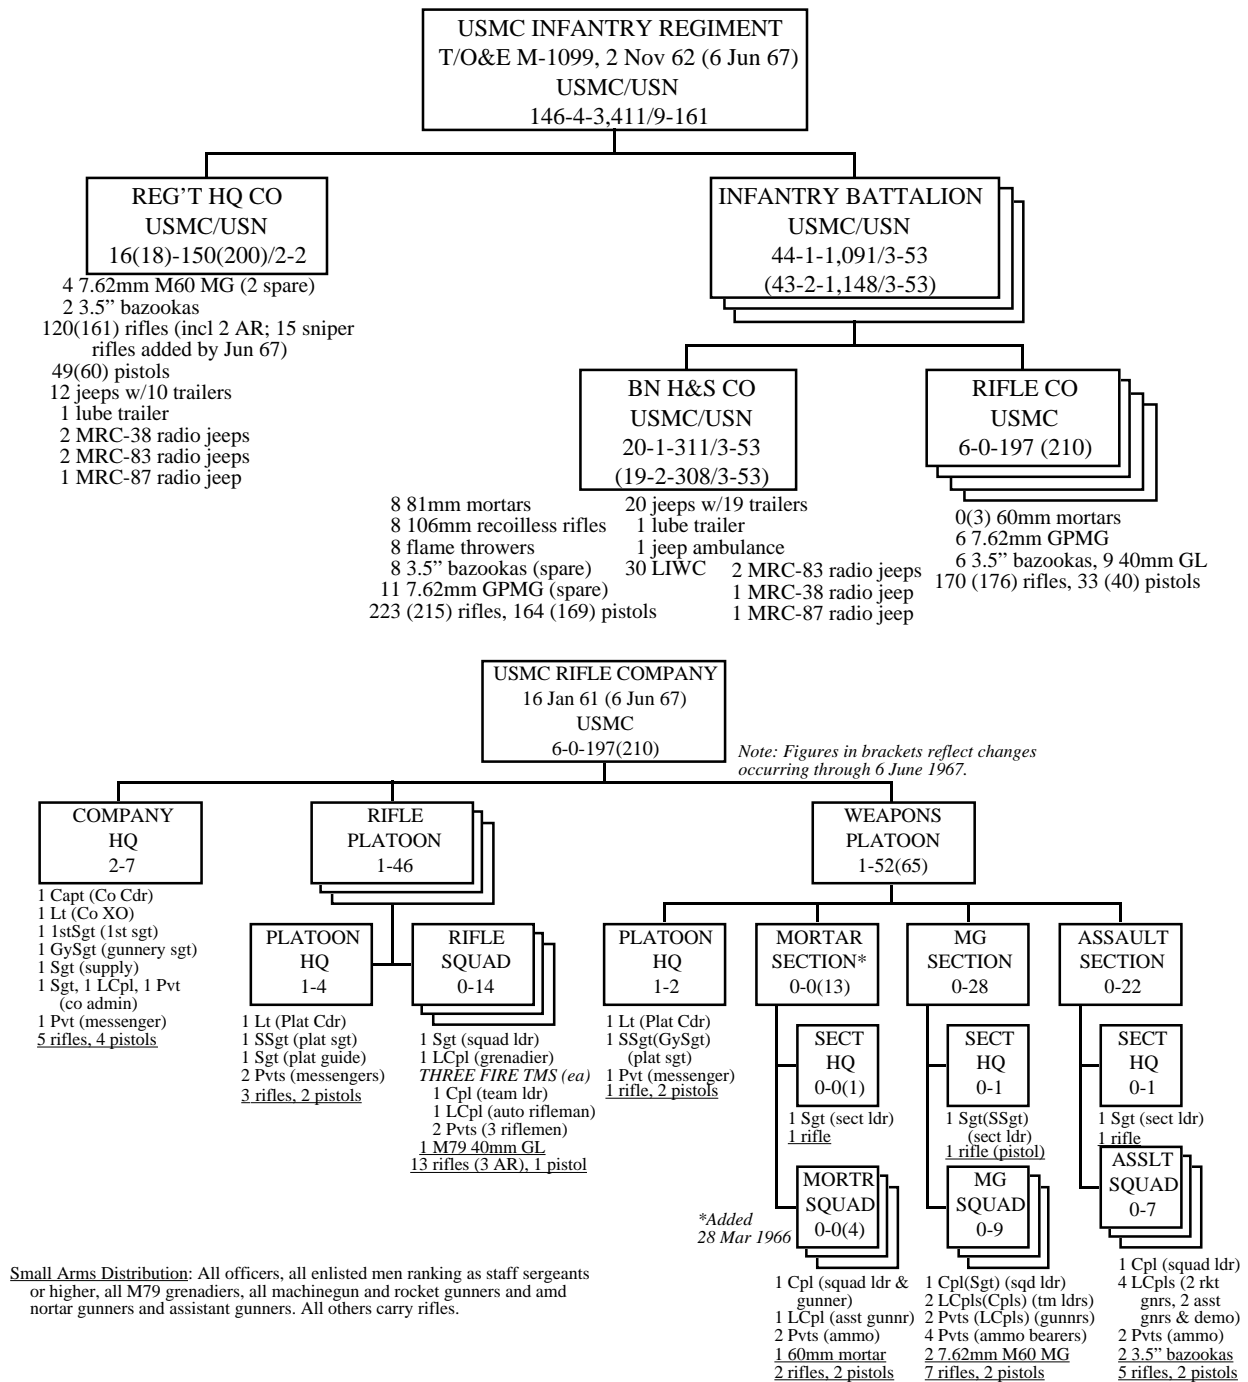 USMC INFANTRY REGIMENT
T/O&E M-1099, 2 Nov 62 (6 Jun 67)
USMC/USN
146-4-3,411/9-161
REG'T HQ CO
USMC/USN
16(18)-150(200)/2-2
4 7.62mm M60 MG (2 spare)
2 3.5" bazookas
120(161) rifles (incl 2 AR; 15 sniper
rifles added by Jun 67)
49(60) pistols
12 jeeps w/10 trailers
1 lube trailer
2 MRC-38 radio jeeps
2 MRC-83 radio jeeps
1 MRC-87 radio jeep
INFANTRY BATTALION
USMC/USN
44-1-1,091/3-53
(43-2-1,148/3-53)
BN H&S CO
USMC/USN
20-1-311/3-53
(19-2-308/3-53)
8 81mm mortars
8 106mm recoilless rifles
8 flame throwers
8 3.5" bazookas (spare)
11 7.62mm GPMG (spare)
223 (215) rifles, 164 (169) pistols
20 jeeps w/19 trailers
1 lube trailer
1 jeep ambulance
30 LIWC
2 MRC-83 radio jeeps
1 MRC-38 radio jeep
1 MRC-87 radio jeep
RIFLE CO
USMC
6-0-197 (210)
0(3) 60mm mortars
6 7.62mm GPMG
6 3.5" bazookas, 9 40mm GL
170 (176) rifles, 33 (40) pistols
USMC RIFLE COMPANY
16 Jan 61 (6 Jun 67)
USMC
6-0-197(210)
Note: Figures in brackets reflect changes
occurring through 6 June 1967.
COMPANY
HQ
2-7
1 Capt (Co Cdr)
1 Lt (Co XO)
1 1stSgt (1st sgt)
1 GySgt (gunnery sgt)
1 Sgt (supply)
1 Sgt, 1 LCpl, 1 Pvt
(co admin)
1 Pvt (messenger)
5 rifles, 4 pistols
RIFLE
PLATOON
1-46
PLATOON
HQ
1-4
1 Lt (Plat Cdr)
1 SSgt (plat sgt)
1 Sgt (plat guide)
2 Pvts (messengers)
3 rifles, 2 pistols
RIFLE
SQUAD
0-14
1 Sgt (squad ldr)
1 LCpl (grenadier)
THREE FIRE TMS (ea)
1 Cpl (team ldr)
1 LCpl (auto rifleman)
2 Pvts (3 riflemen)
1 M79 40mm GL
13 rifles (3 AR), 1 pistol
WEAPONS
PLATOON
1-52(65)
PLATOON
HQ
1-2
1 Lt (Plat Cdr)
1 SSgt(GySgt)
(plat sgt)
1 Pvt (messenger)
1 rifle, 2 pistols
MORTAR
SECTION*
0-0(13)
SECT
HQ
0-0(1)
1 Sgt (sect ldr)
1 rifle
*Added
28 Mar 1966
MORTR
SQUAD
0-0(4)
1 Cpl (squad ldr &
gunner)
1 LCpl (asst gunnr)
2 Pvts (ammo)
1 60mm mortar
2 rifles, 2 pistols
MG
SECTION
0-28
SECT
HQ
0-1
1 Sgt(SSgt)
(sect ldr)
1 rifle (pistol)
MG
SQUAD
0-9
1 Cpl(Sgt) (sqd ldr)
2 LCpls(Cpls) (tm ldrs)
2 Pvts (LCpls) (gunnrs)
4 Pvts (ammo bearers)
2 7.62mm M60 MG
7 rifles, 2 pistols
ASSAULT
SECTION
0-22
SECT
HQ
0-1
1 Sgt (sect ldr)
1 rifle
ASSLT
SQUAD
0-7
1 Cpl (squad ldr)
4 LCpls (2 rkt
gnrs, 2 asst
gnrs & demo)
2 Pvts (ammo)
2 3.5" bazookas
5 rifles, 2 pistols
Small Arms Distribution: All officers, all enlisted men ranking as staff sergeants
or higher, all M79 grenadiers, all machinegun and rocket gunners and amd
nortar gunners and assistant gunners. All others carry rifles.